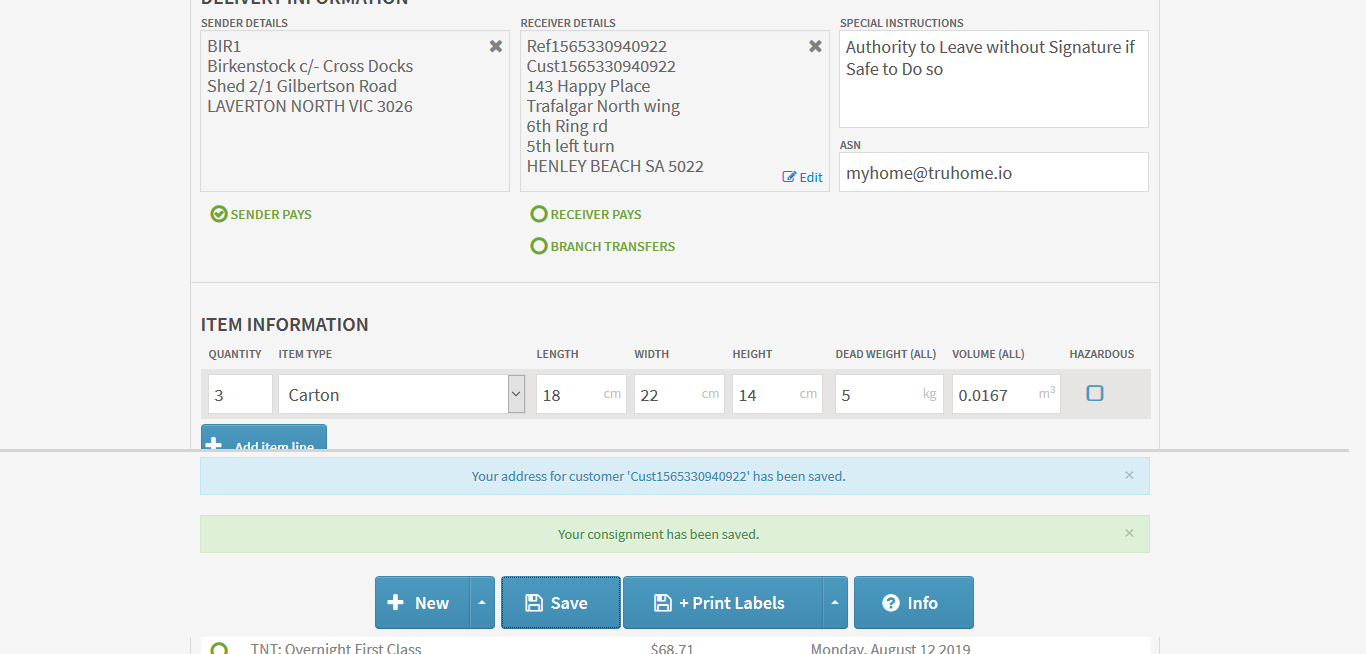 DELIVERY INFORMATION
SENDER DETAILS
BIR1
Birkenstock c/- Cross Docks
Shed 2/1 Gilbertson Road
LAVERTON NORTH VIC 3026
RECEIVER DETAILS
Ref1565330940922
Cust1565330940922
143 Happy Place
Trafalgar North wing
6th Ring rd
5th left turn
HENLEY BEACH SA 5022
Edit
SPECIAL INSTRUCTIONS
Authority to Leave without Signature if
Safe to Do so
ASN
myhome@truhome.io
SENDER PAYS
RECEIVER PAYS
BRANCH TRANSFERS
ITEM INFORMATION
QUANTITY ITEM TYPE LENGTH WIDTH HEIGHT DEAD WEIGHT (ALL) VOLUME (ALL) HAZARDOUS
3 Carton 18 cm 22 cm 14 cm 5 kg 0.0167 m³
Add item line
Your address for customer 'Cust1565330940922' has been saved. ×
Your consignment has been saved. ×
New Save + Print Labels Info
TNT: Overnight First Class $68.71 Monday, August 12 2019